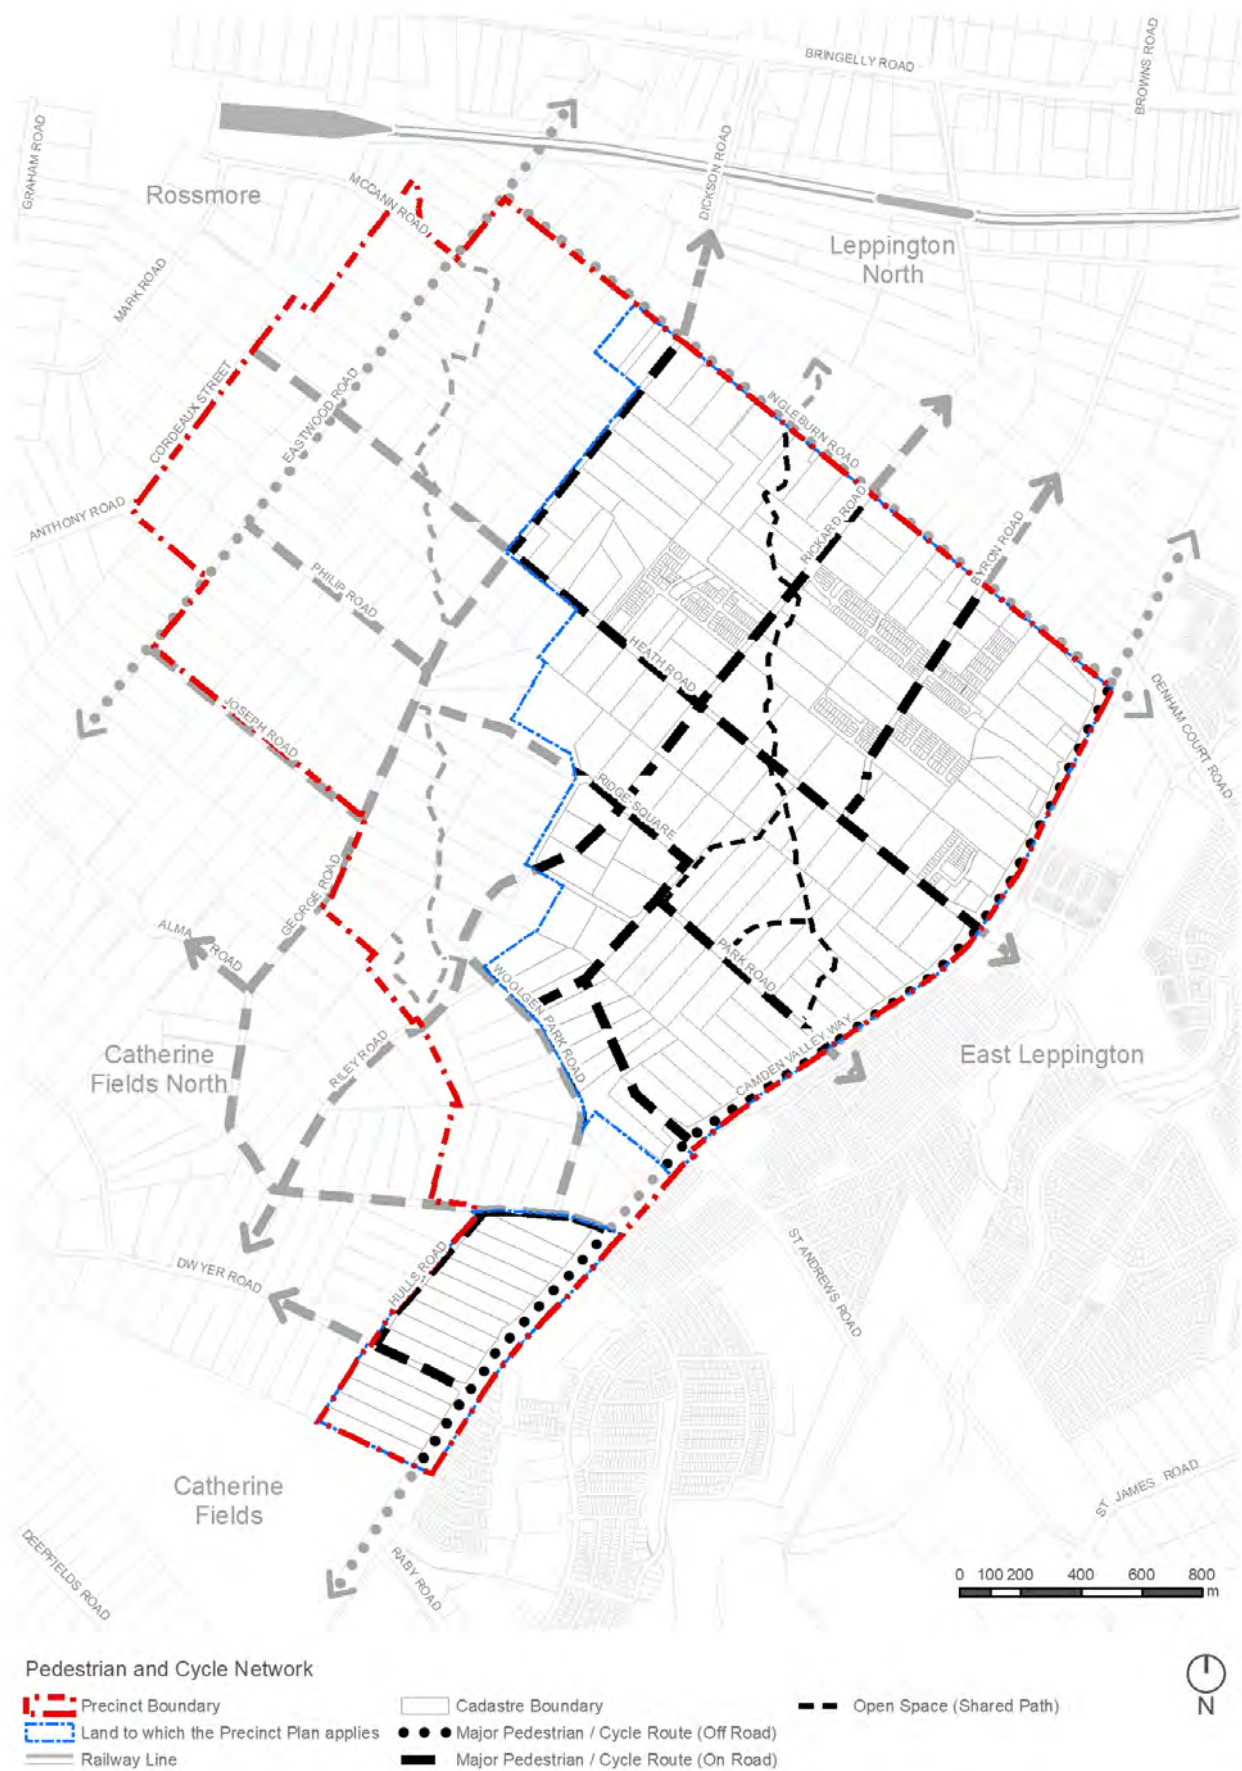 BRINGELLY ROAD
BROWNS ROAD
GRAHAM ROAD
DICKSON ROAD
Rossmore
MCCANN ROAD
Leppington
North
MARK ROAD
CORDEAUX STREET
EASTWOOD ROAD
INGLEBURN ROAD
ANTHONY ROAD
RICKARD ROAD
BYRON ROAD
PHILIP ROAD
HEATH ROAD
DENHAM COURT ROAD
JOSEPH ROAD
RIDGE SQUARE
GEORGE ROAD
ALMA ROAD
PARK ROAD
WOOLGEN PARK ROAD
Catherine
Fields North
RILEY ROAD
CAMDEN VALLEY WAY
East Leppington
DWYER ROAD
HULLS ROAD
ST ANDREWS ROAD
Catherine
Fields
ST JAMES ROAD
DEEPFIELDS ROAD
RABY ROAD
0 100 200 400 600 800
m
Pedestrian and Cycle Network
N
Precinct Boundary
Cadastre Boundary
Open Space (Shared Path)
Land to which the Precinct Plan applies
Major Pedestrian / Cycle Route (Off Road)
Railway Line
Major Pedestrian / Cycle Route (On Road)